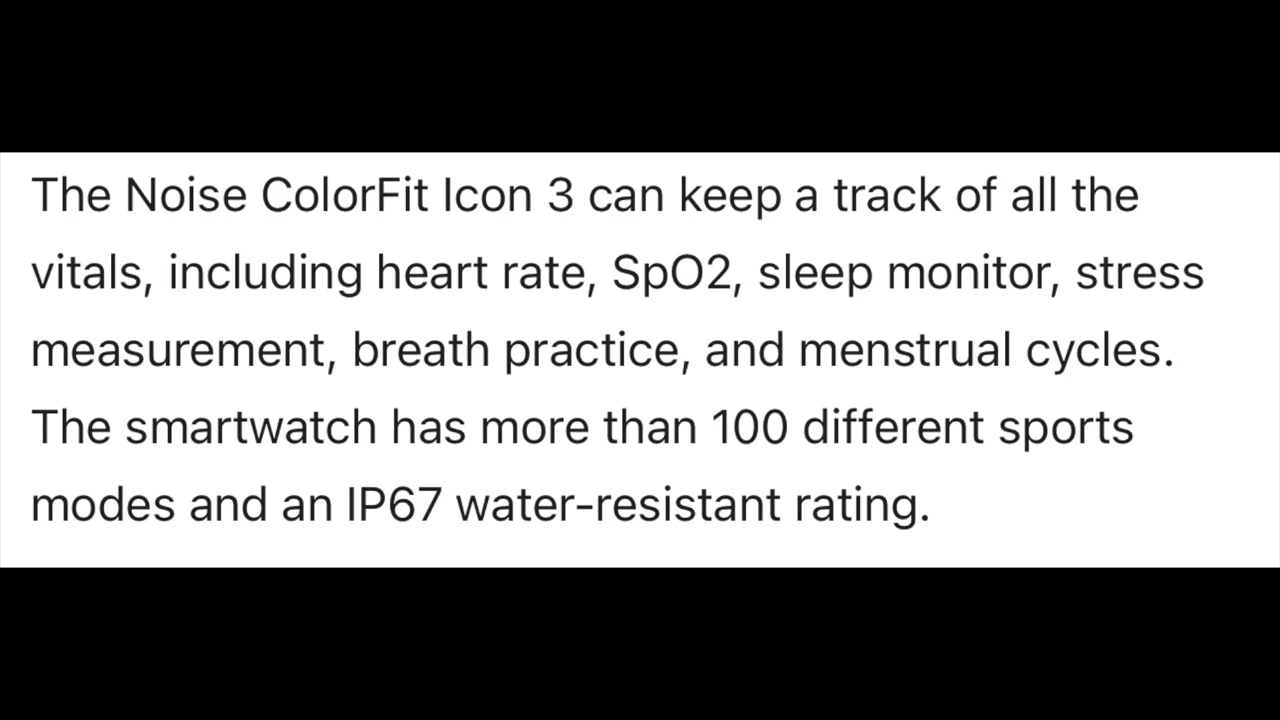 The Noise ColorFit Icon 3 can keep a track of all the
vitals, including heart rate, SpO2, sleep monitor, stress
measurement, breath practice, and menstrual cycles.
The smartwatch has more than 100 different sports
modes and an IP67 water-resistant rating.